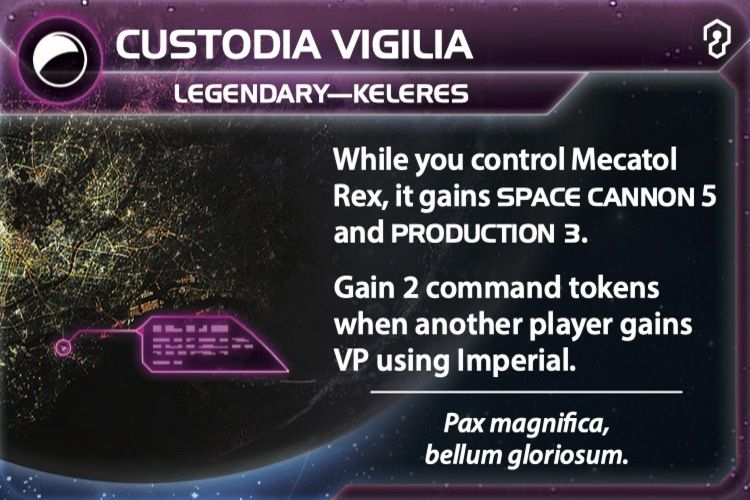 CUSTODIA VIGILIA
LEGENDARY—KELERES
While you control Mecatol
Rex, it gains SPACE CANNON 5
and PRODUCTION 3.
Gain 2 command tokens
when another player gains
VP using Imperial.
Pax magnifica,
bellum gloriosum.